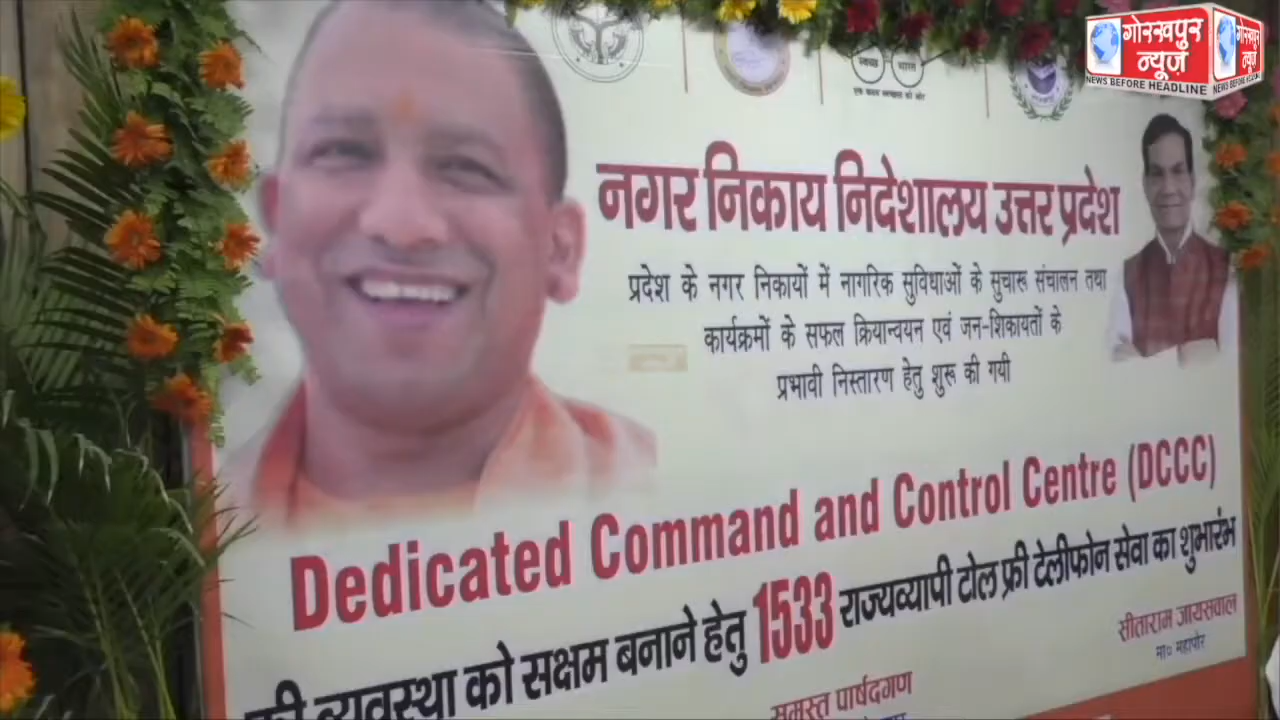 गोरखपुर
न्यूज़
NEWS BEFORE HEADLINE
नगर निकाय निदेशालय उत्तर प्रदेश
प्रदेश के नगर निकायों में नागरिक सुविधाओं के सुचारू संचालन तथा
कार्यक्रमों के सफल क्रियान्वयन एवं जन-शिकायतों के
प्रभावी निस्तारण हेतु शुरू की गयी
Dedicated Command and Control Centre (DCCC)
की व्यवस्था को सक्षम बनाने हेतु 1533 राज्यव्यापी टोल फ्री टेलीफोन सेवा का शुभारंभ
सीताराम जायसवाल
मा० महापौर
समस्त पार्षदगण